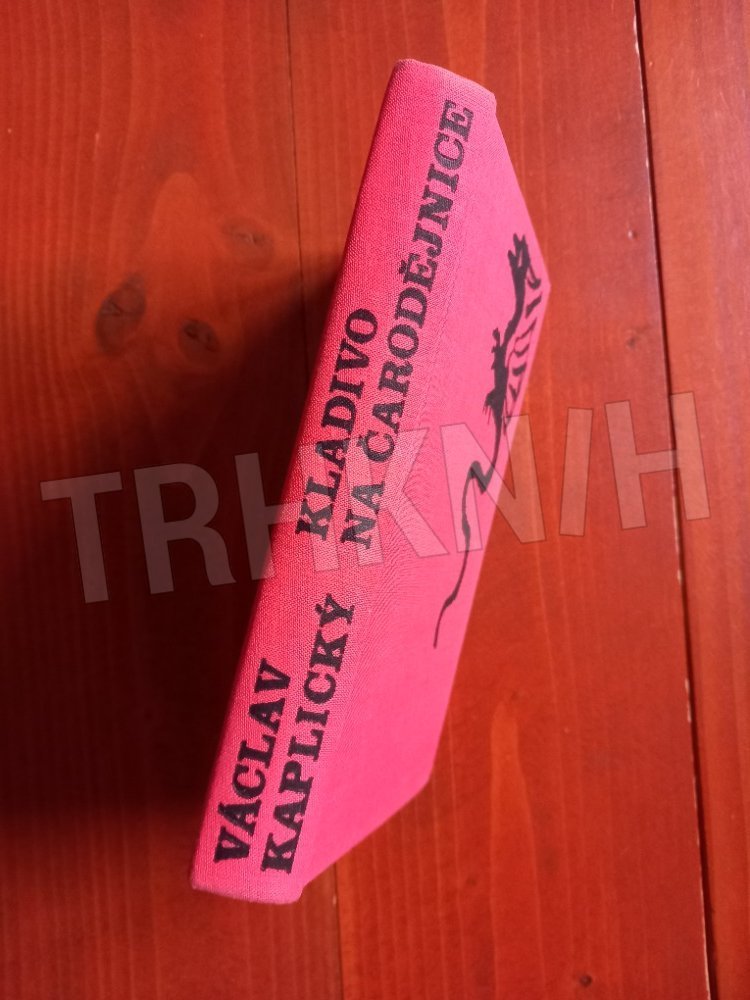 VÁCLAV
KAPLICKÝ
KLADIVO
NA ČARODĚJNICE
TRHKNIH